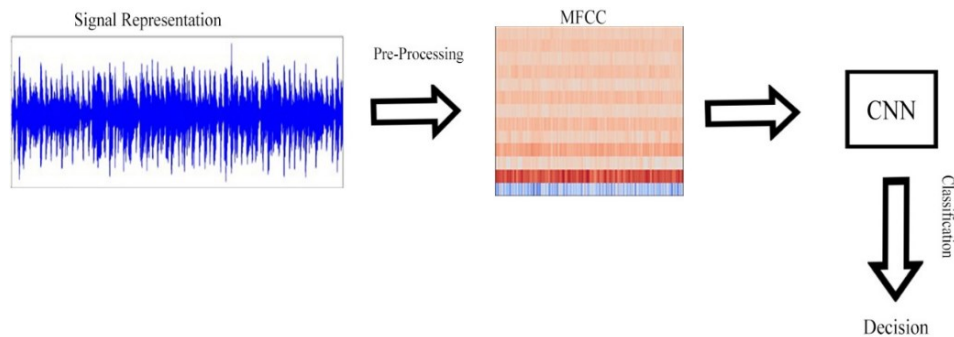 Signal Representation
Pre-Processing
MFCC
CNN
Classification
Decision